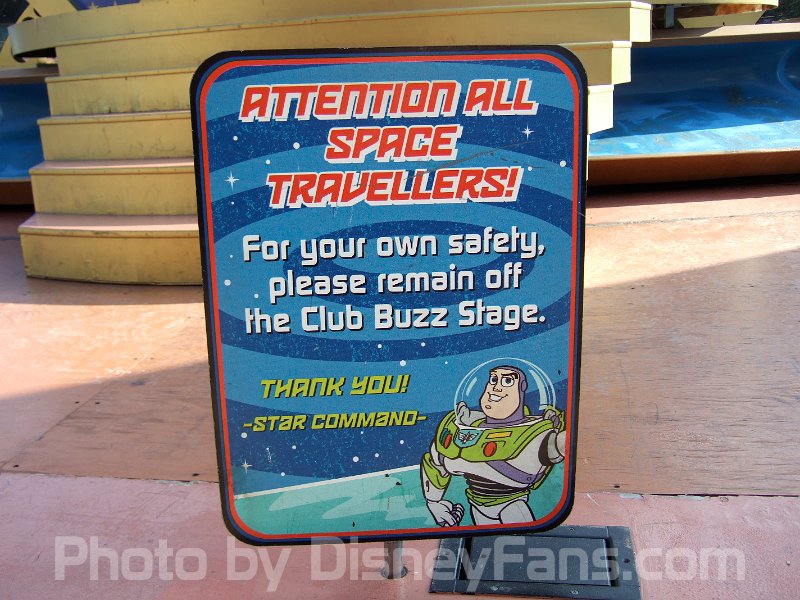 ATTENTION ALL
SPACE
TRAVELLERS!
For your own safety,
please remain off
the Club Buzz Stage.
THANK YOU!
-STAR COMMAND-
Photo by DisneyFans.com